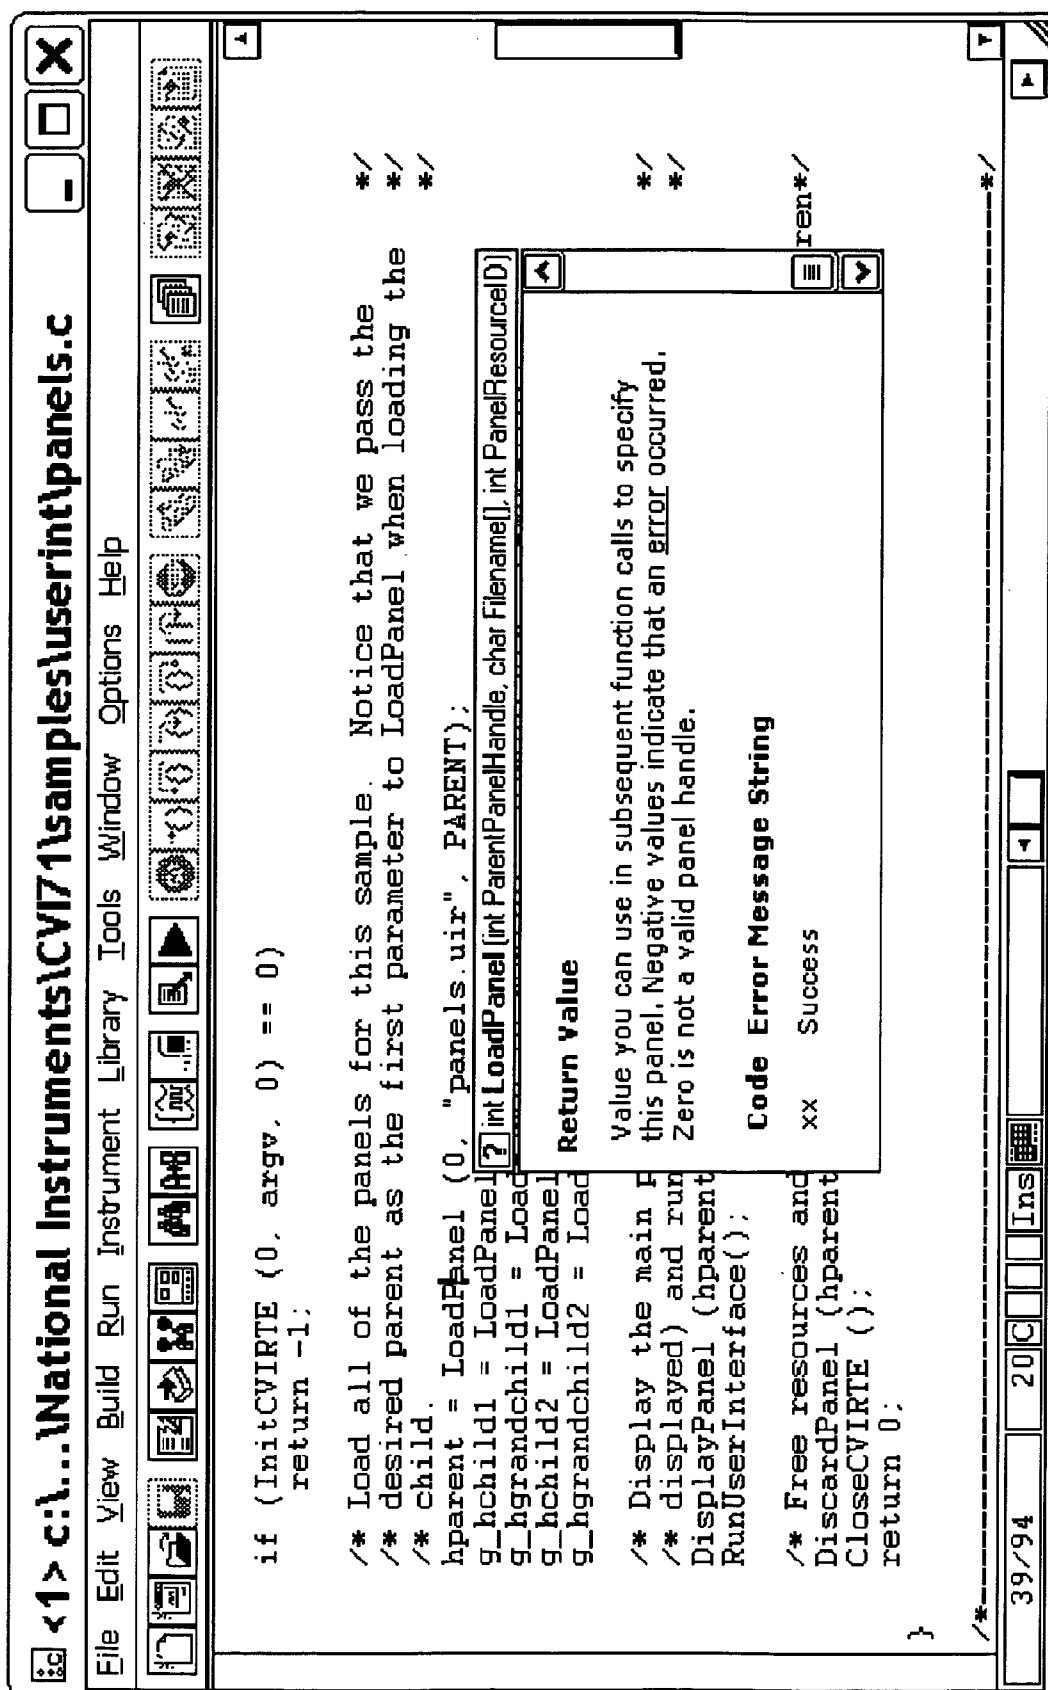 <1> c:\...\National Instruments\CVI71\samples\userint\panels.c
File Edit View Build Run Instrument Library Tools Window Options Help
if (InitCVIRTE (0, argv, 0) == 0)
return -1;
/* Load all of the panels for this sample. Notice that we pass the */
/* desired parent as the first parameter to LoadPanel when loading the */
/* child. */
hparent = LoadPanel (0, "panels.uir", PARENT);
g_hchild1 = LoadPanel
g_hgrandchild1 = Load
g_hchild2 = LoadPanel
g_hgrandchild2 = Load
? int LoadPanel (int ParentPanelHandle, char Filename[], int PanelResourceID)
Return Value
Value you can use in subsequent function calls to specify
this panel. Negative values indicate that an error occurred.
Zero is not a valid panel handle.
Code Error Message String
xx Success
/* Display the main p */
/* displayed) and run */
DisplayPanel (hparent
RunUserInterface();
/* Free resources and ren*/
DiscardPanel (hparent
CloseCVIRTE ();
return 0;
}
/*---------------------------------------------------------------------*/
39/94 20 C Ins